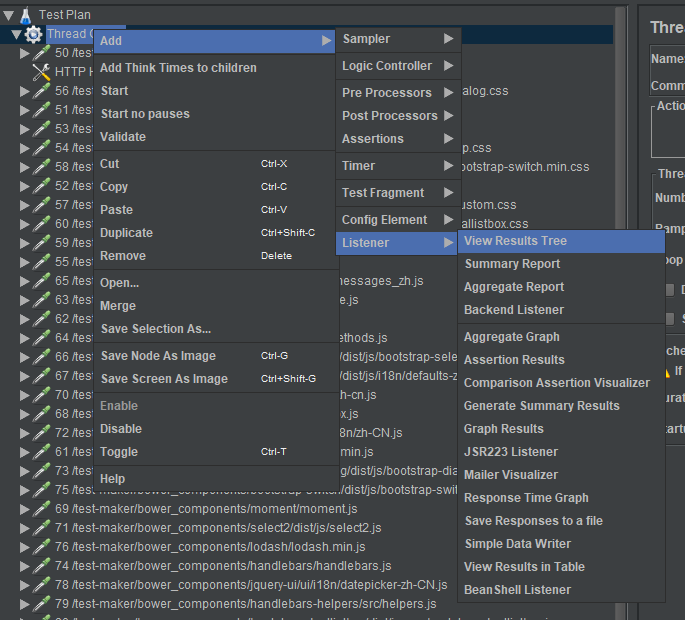 Test Plan
Thread
50 /test
HTTP H
56 /test
51 /test
53 /test
54 /test
58 /test
52 /test
57 /test
60 /test
59 /test
55 /test
65 /test
63 /test
62 /test
64 /test
66 /test
67 /test
70 /test
68 /test
72 /test
61 /test
73 /test
75 /test-maker/bower_components/bootstrap-switch/dist/js/bootstrap-swit
69 /test-maker/bower_components/moment/moment.js
71 /test-maker/bower_components/select2/dist/js/select2.js
76 /test-maker/bower_components/lodash/lodash.min.js
74 /test-maker/bower_components/handlebars/handlebars.js
78 /test-maker/bower_components/jquery-ui/ui/i18n/datepicker-zh-CN.js
79 /test-maker/bower_components/handlebars-helpers/src/helpers.js
Add
Add Think Times to children
Start
Start no pauses
Validate
Cut Ctrl-X
Copy Ctrl-C
Paste Ctrl-V
Duplicate Ctrl+Shift-C
Remove Delete
Open...
Merge
Save Selection As...
Save Node As Image Ctrl-G
Save Screen As Image Ctrl+Shift-G
Enable
Disable
Toggle Ctrl-T
Help
Sampler
Logic Controller
Pre Processors
Post Processors
Assertions
Timer
Test Fragment
Config Element
Listener
alog.css
p.css
ootstrap-switch.min.css
ustom.css
allistbox.css
messages_zh.js
e.js
ethods.js
/dist/js/bootstrap-sele
/dist/js/i18n/defaults-z
h-cn.js
ox.js
8n/zh-CN.js
min.js
g/dist/js/bootstrap-dia
View Results Tree
Summary Report
Aggregate Report
Backend Listener
Aggregate Graph
Assertion Results
Comparison Assertion Visualizer
Generate Summary Results
Graph Results
JSR223 Listener
Mailer Visualizer
Response Time Graph
Save Responses to a file
Simple Data Writer
View Results in Table
BeanShell Listener
Threa
Name:
Comm
Actio
Threa
Numb
Ramp
oop
If
urat
tartu